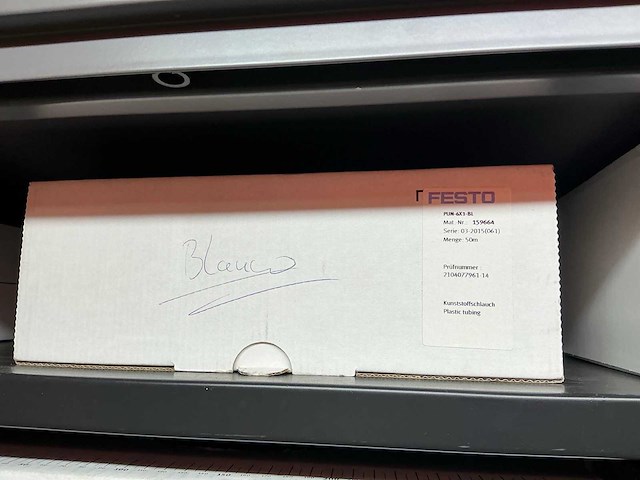 FESTO
PUN-6X1-BL
Mat.-Nr.: 159664
Serie: 03-2015(061)
Menge: 50m
Prüfnummer :
2104077961-14
Kunststoffschlauch
Plastic tubing
Blanco